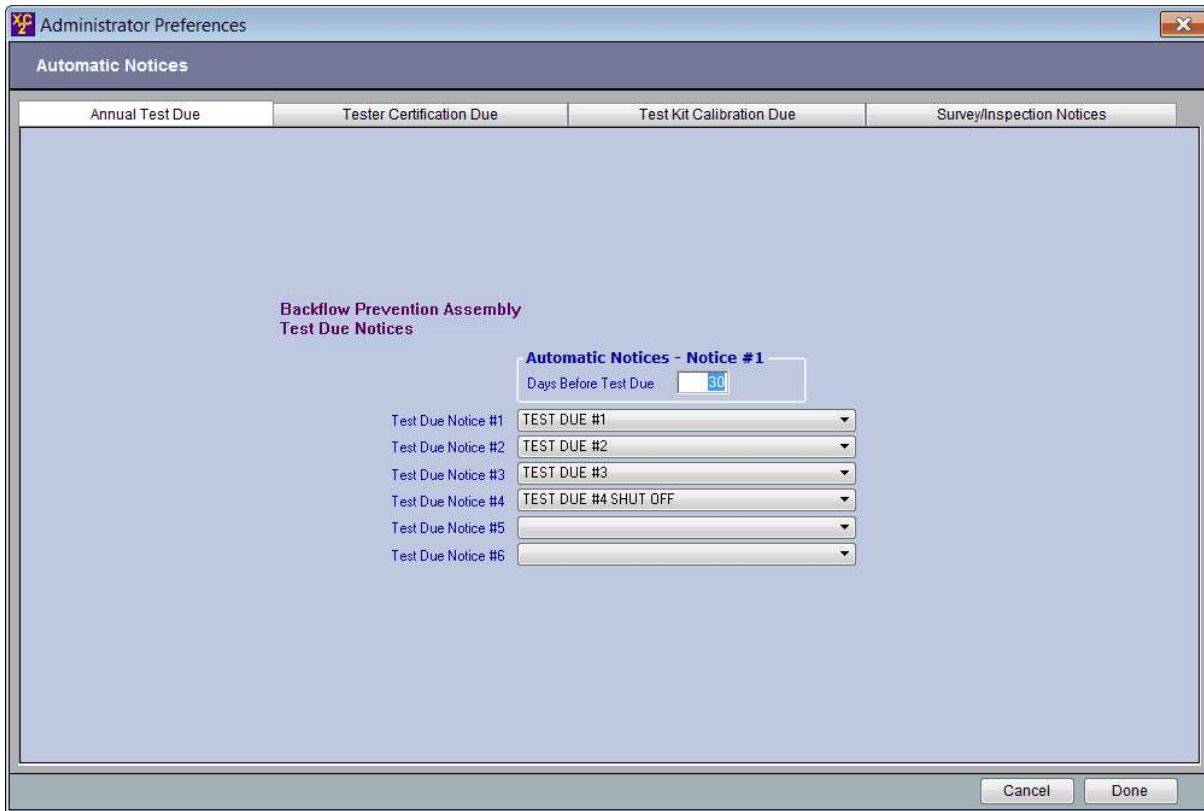 XC2 Administrator Preferences
Automatic Notices
Annual Test Due Tester Certification Due Test Kit Calibration Due Survey/Inspection Notices
Backflow Prevention Assembly
Test Due Notices
Automatic Notices - Notice #1
Days Before Test Due 30
Test Due Notice #1 TEST DUE #1
Test Due Notice #2 TEST DUE #2
Test Due Notice #3 TEST DUE #3
Test Due Notice #4 TEST DUE #4 SHUT OFF
Test Due Notice #5
Test Due Notice #6
Cancel Done